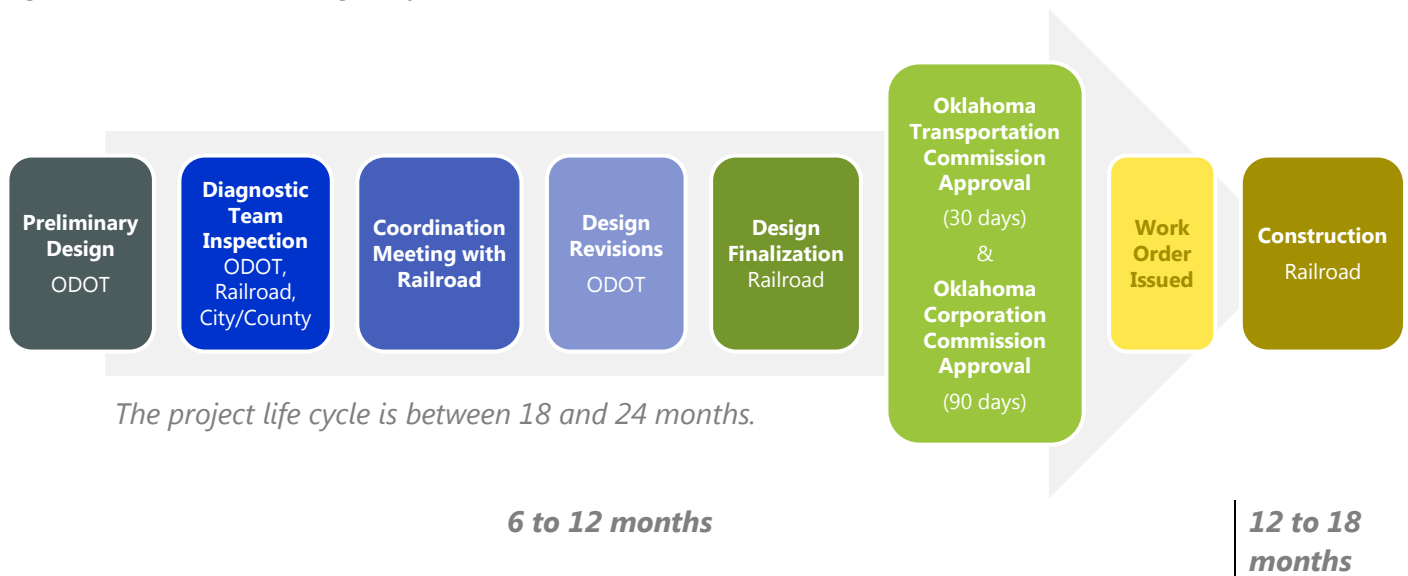 Preliminary
Design
ODOT
Diagnostic
Team
Inspection
ODOT,
Railroad,
City/County
Coordination
Meeting with
Railroad
Design
Revisions
ODOT
Design
Finalization
Railroad
Oklahoma
Transportation
Commission
Approval
(30 days)
&
Oklahoma
Corporation
Commission
Approval
(90 days)
Work
Order
Issued
Construction
Railroad
The project life cycle is between 18 and 24 months.
6 to 12 months
12 to 18
months